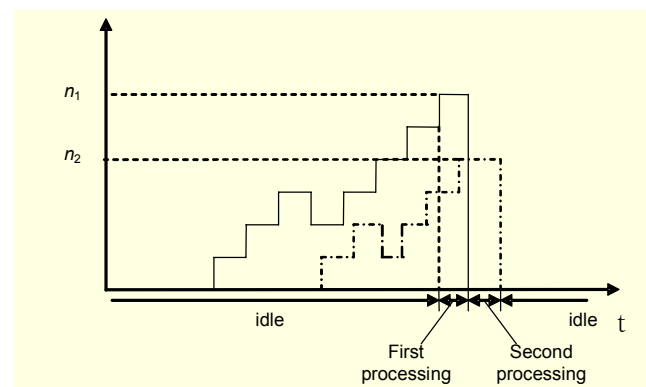 n1
n2
idle
idle
t
First
processing
Second
processing